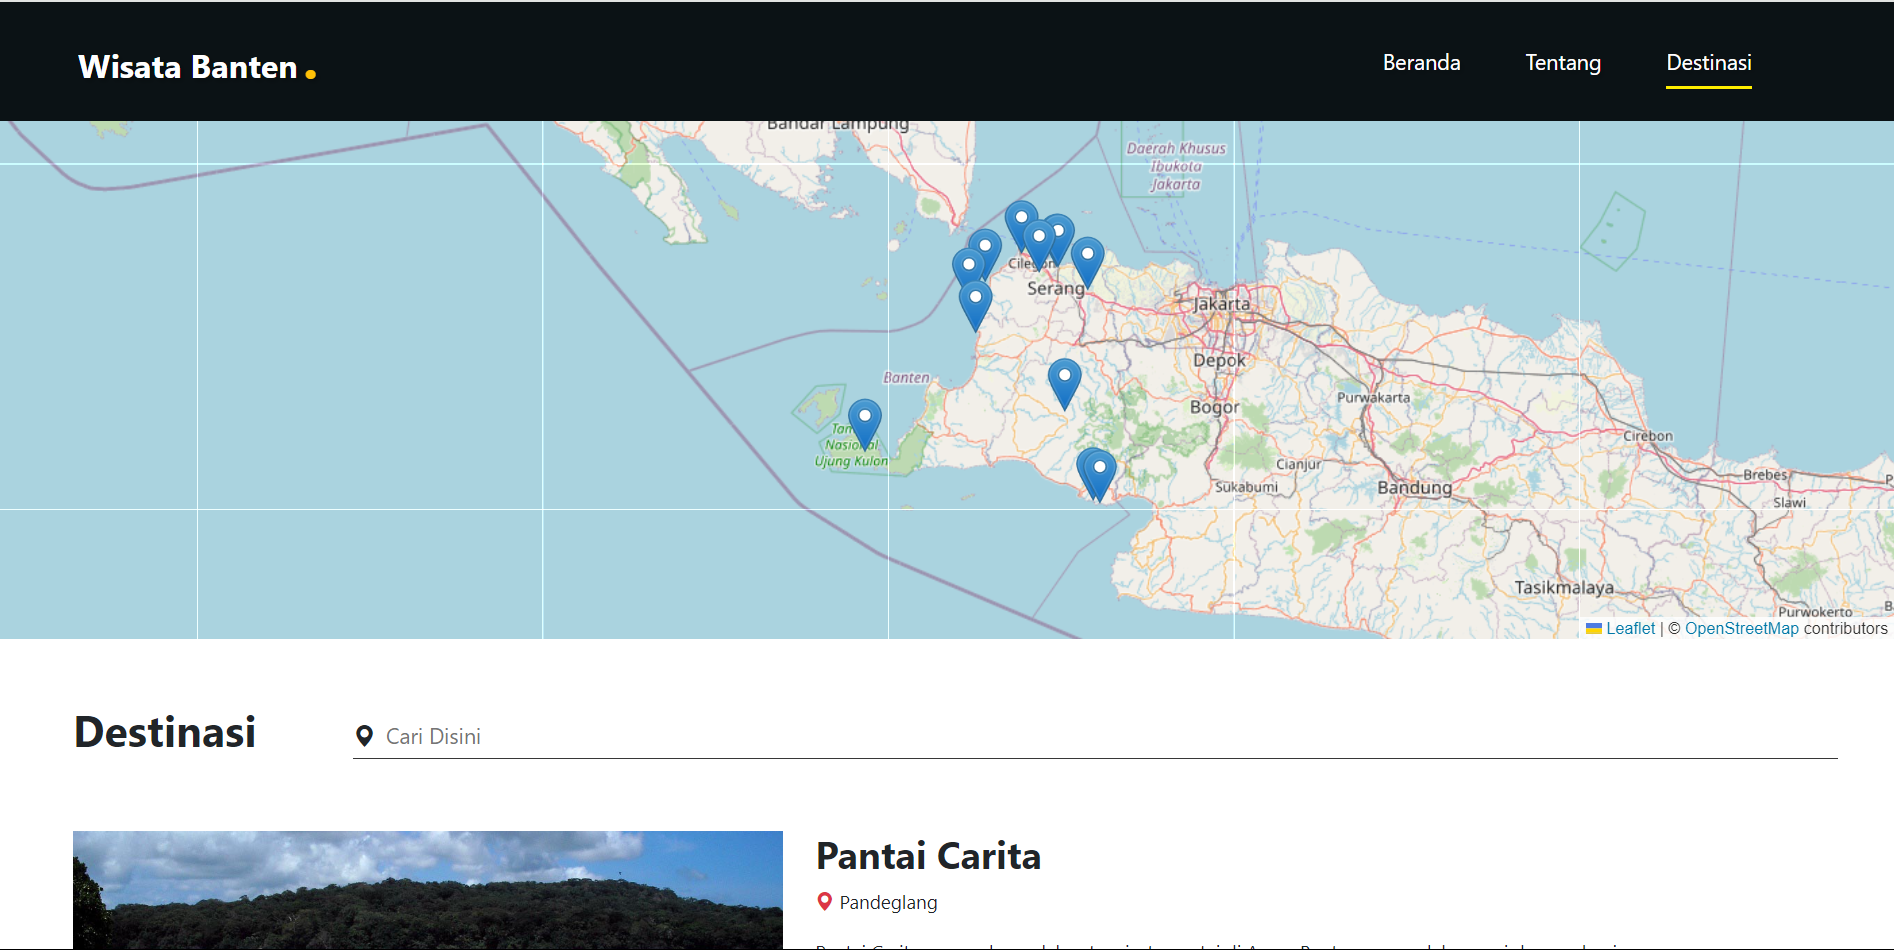 Wisata Banten.
Beranda
Tentang
Destinasi
Bandar Lampung
Daerah Khusus
Ibukota
Jakarta
Cilegon
Serang
Jakarta
Depok
Banten
Bogor
Purwakarta
Taman
Nasional
Ujung Kulon
Cirebon
Cianjur
Sukabumi
Bandung
Brebes
Slawi
Tasikmalaya
Purwokerto
Leaflet | © OpenStreetMap contributors
Destinasi
Cari Disini
Pantai Carita
Pandeglang